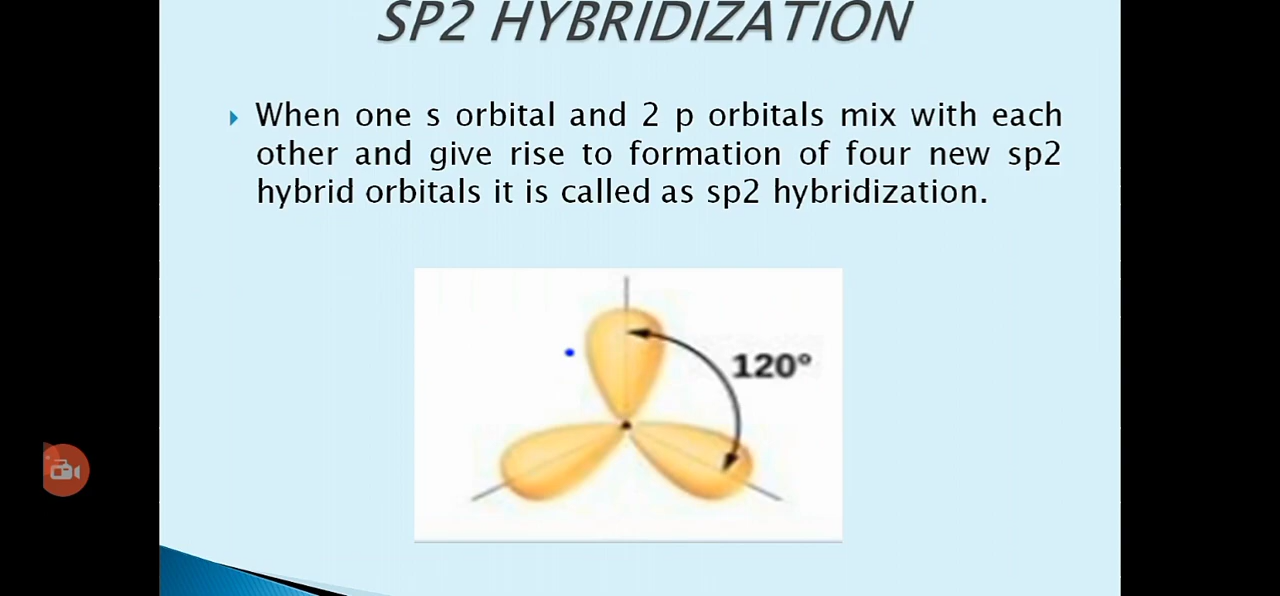 SP2 HYBRIDIZATION
When one s orbital and 2 p orbitals mix with each
other and give rise to formation of four new sp2
hybrid orbitals it is called as sp2 hybridization.
120°